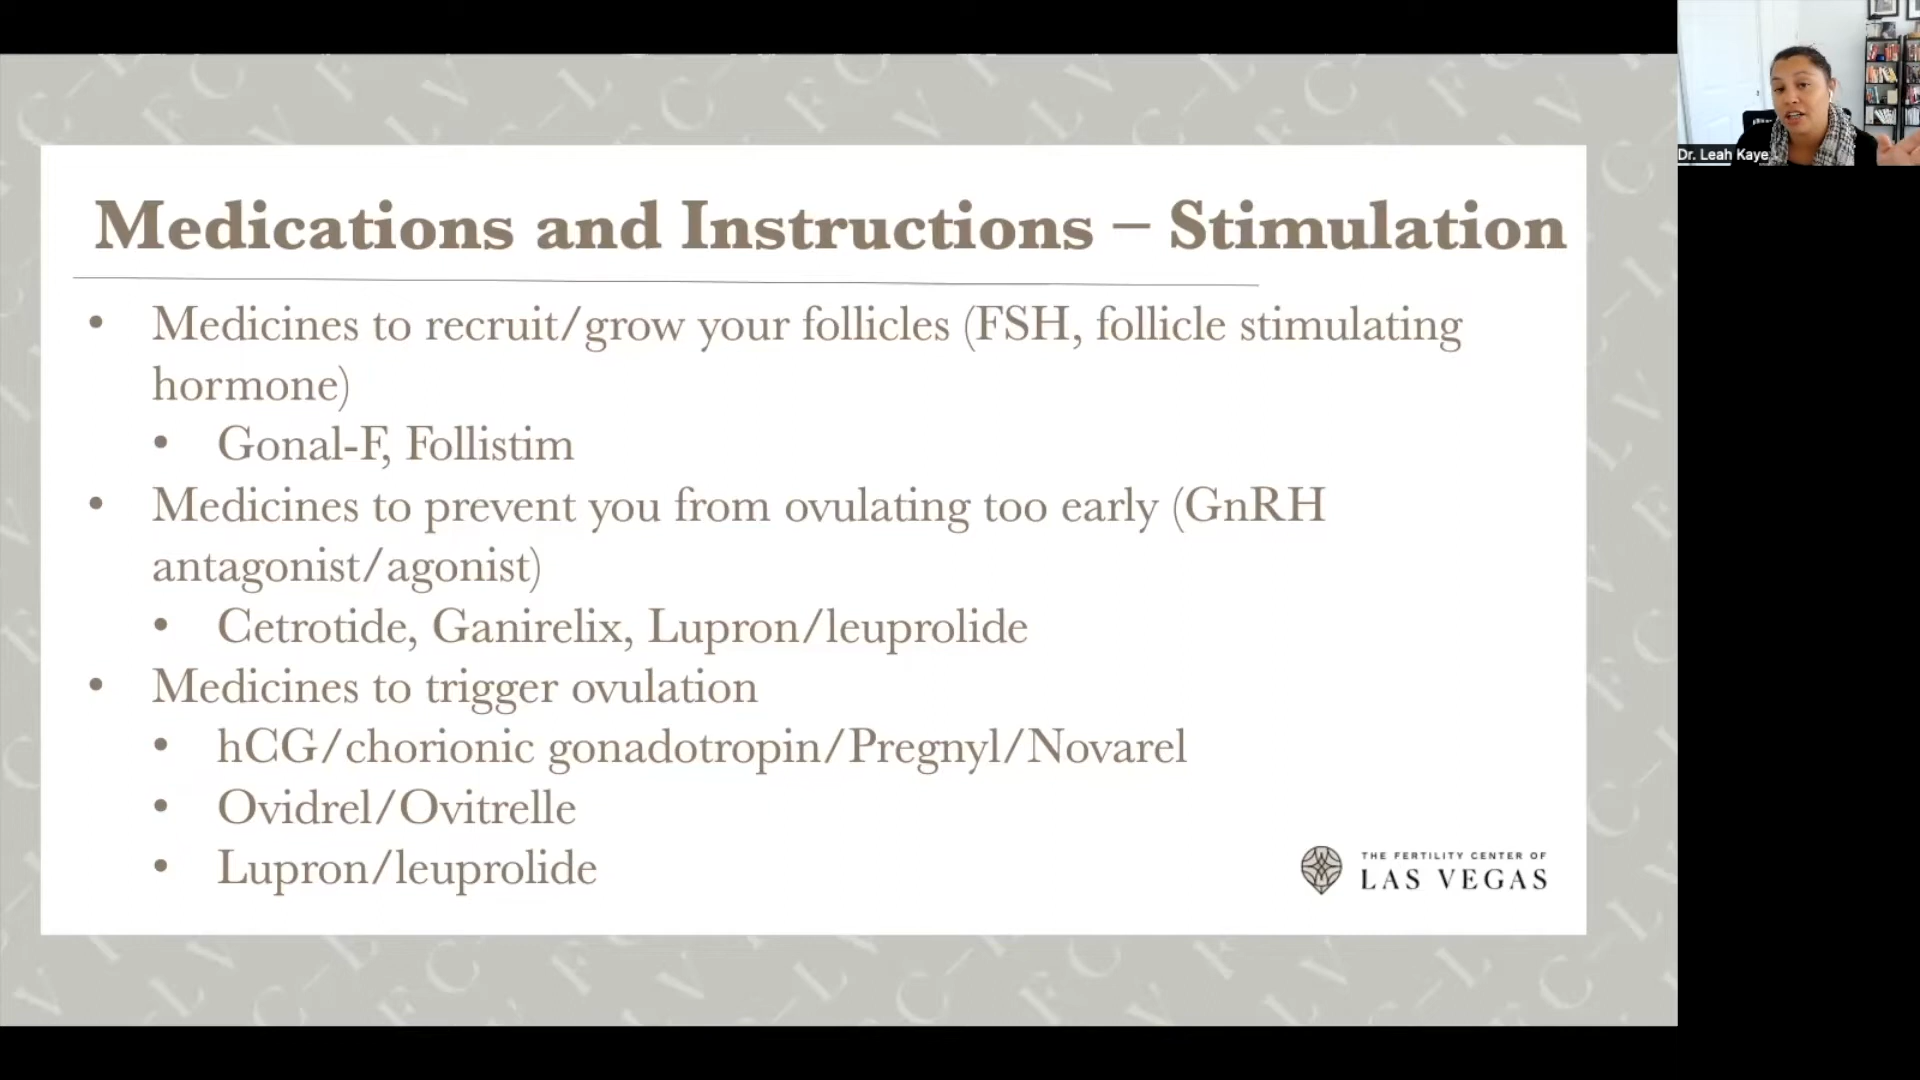 Medications and Instructions – Stimulation
• Medicines to recruit/grow your follicles (FSH, follicle stimulating
hormone)
• Gonal-F, Follistim
• Medicines to prevent you from ovulating too early (GnRH
antagonist/agonist)
• Cetrotide, Ganirelix, Lupron/leuprolide
• Medicines to trigger ovulation
• hCG/chorionic gonadotropin/Pregnyl/Novarel
• Ovidrel/Ovitrelle
• Lupron/leuprolide
THE FERTILITY CENTER OF
LAS VEGAS
Dr. Leah Kaye